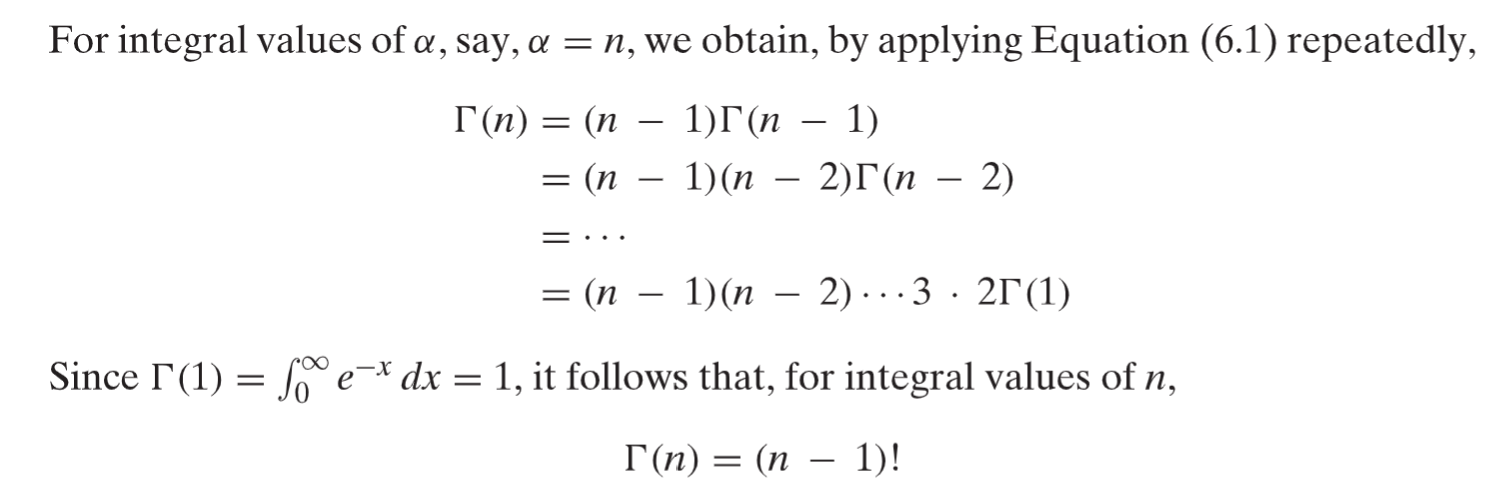 For integral values of α, say, α = n, we obtain, by applying Equation (6.1) repeatedly,
Γ(n) = (n − 1)Γ(n − 1)
= (n − 1)(n − 2)Γ(n − 2)
= · · ·
= (n − 1)(n − 2) · · · 3 · 2Γ(1)
Since Γ(1) = ∫₀^∞ e^{−x} dx = 1, it follows that, for integral values of n,
Γ(n) = (n − 1)!